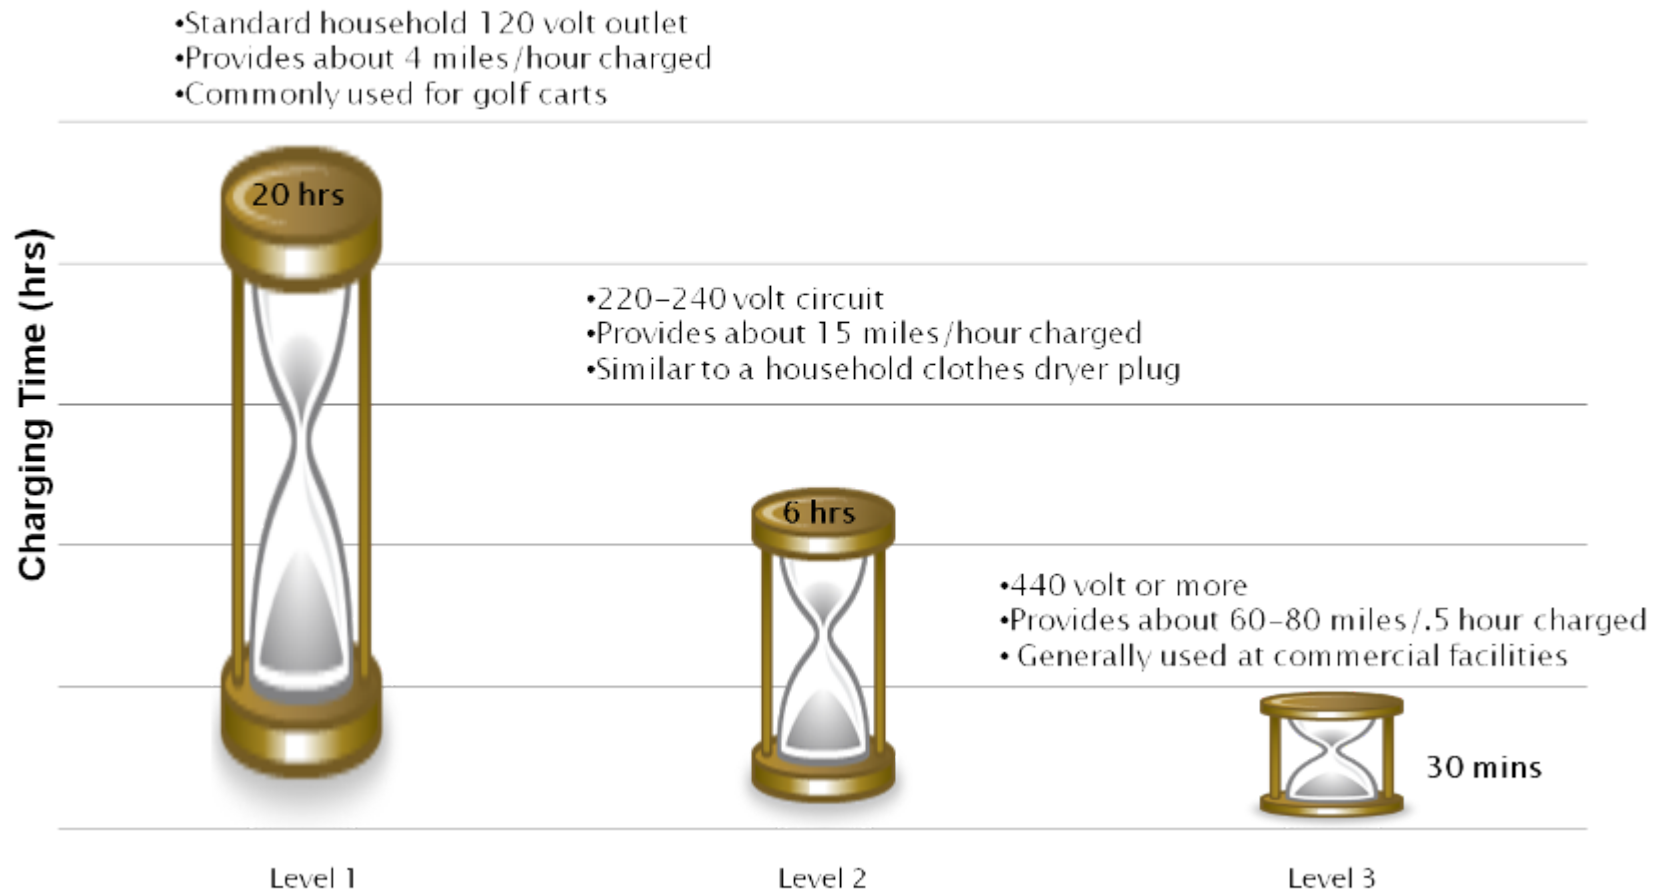 •Standard household 120 volt outlet
•Provides about 4 miles/hour charged
•Commonly used for golf carts
20 hrs
Charging Time (hrs)
•220-240 volt circuit
•Provides about 15 miles/hour charged
•Similar to a household clothes dryer plug
6 hrs
•440 volt or more
•Provides about 60-80 miles/.5 hour charged
• Generally used at commercial facilities
30 mins
Level 1
Level 2
Level 3